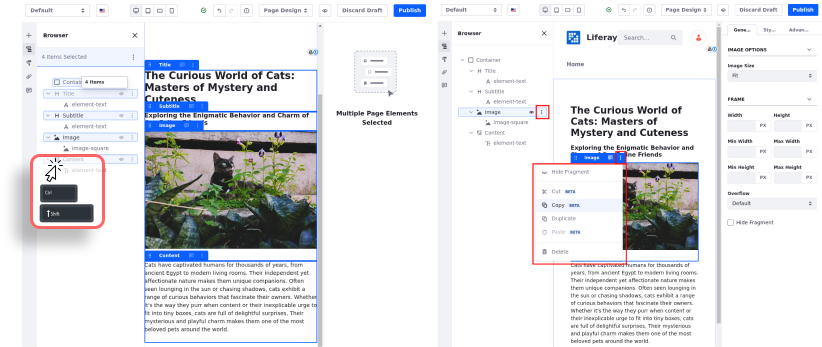 Default
Page Design
Discard Draft
Publish
Browser
4 Items Selected
Contai
4 Items
Title
element-text
Subtitle
element-text
Image
image-square
Content
element-text
Ctrl
Shift
Title
The Curious World of Cats:
Masters of Mystery and
Cuteness
Subtitle
Exploring the Enigmatic Behavior and Charm of
Image
Content
Cats have captivated humans for thousands of years, from
ancient Egypt to modern living rooms. Their independent yet
affectionate nature makes them unique companions. Often
seen lounging in the sun or chasing shadows, cats exhibit a
range of curious behaviors that fascinate their owners. Whether
it's the way they purr when content or their inexplicable urge to
fit into tiny boxes, cats are full of delightful surprises. Their
mysterious and playful charm makes them one of the most
beloved pets around the world.
Multiple Page Elements
Selected
Default
Page Design
Discard Draft
Publish
Browser
Container
Title
element-text
Subtitle
element-text
Image
image-square
Content
element-text
Liferay
Search...
Home
The Curious World of
Cats: Masters of
Mystery and Cuteness
Exploring the Enigmatic Behavior and
ne Friends
Image
Hide Fragment
Cut BETA
Copy BETA
Duplicate
Paste BETA
Delete
Cats have captivated humans for thousands of
years, from ancient Egypt to modern living rooms.
Their independent yet affectionate nature makes
them unique companions. Often seen lounging in
the sun or chasing shadows, cats exhibit a range
of curious behaviors that fascinate their owners.
Whether it's the way they purr when content or
their inexplicable urge to fit into tiny boxes, cats
are full of delightful surprises. Their mysterious
and playful charm makes them one of the most
beloved pets around the world.
Gene...
Sty...
Advan...
IMAGE OPTIONS
Image Size
Fit
FRAME
Width
Height
PX
PX
Min Width
Max Width
PX
PX
Min Height
Max Height
PX
PX
Overflow
Default
Hide Fragment